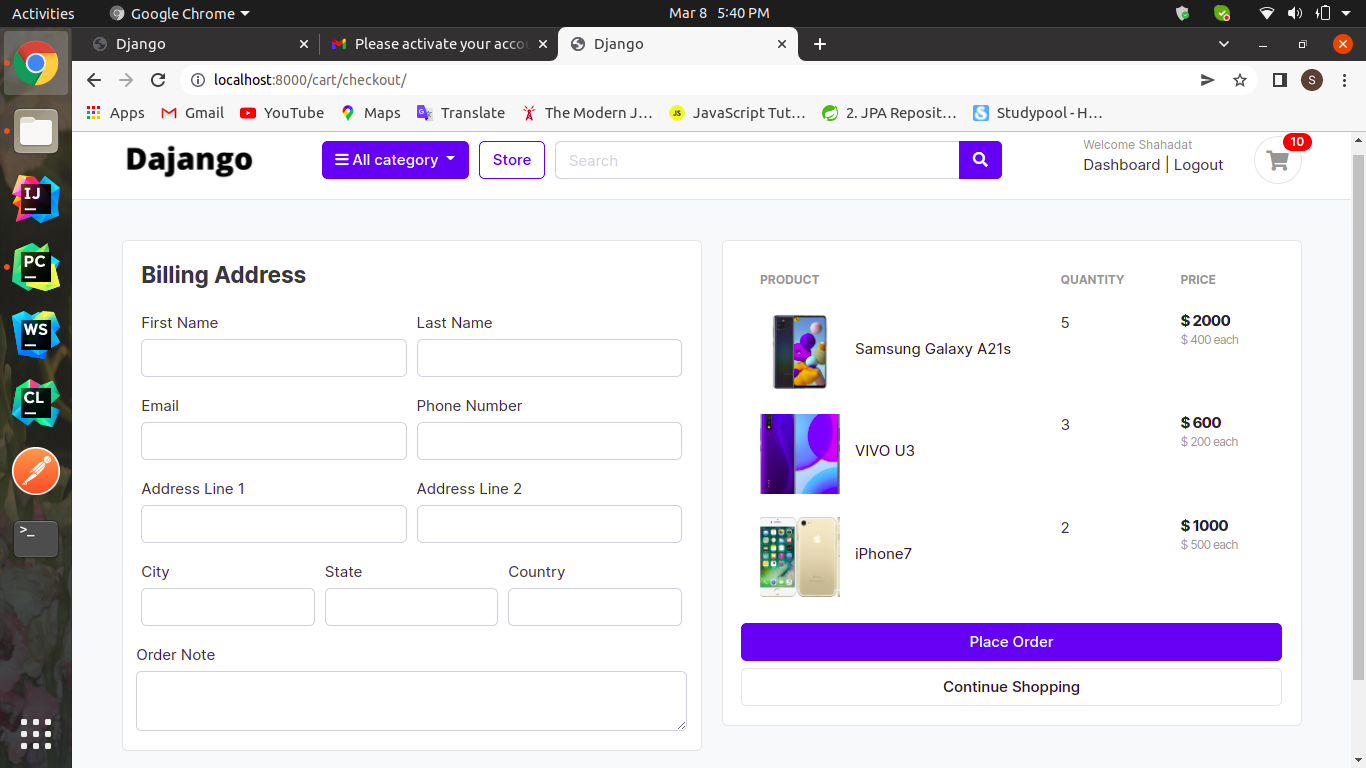 Activities Google Chrome Mar 8 5:40 PM
Django Please activate your accou Django
localhost:8000/cart/checkout/ S
Apps Gmail YouTube Maps Translate The Modern J... JS JavaScript Tut... 2. JPA Reposit... Studypool - H...
Dajango All category Store Search Welcome Shahadat 10
Dashboard | Logout
Billing Address
First Name Last Name
Email Phone Number
Address Line 1 Address Line 2
City State Country
Order Note
PRODUCT QUANTITY PRICE
Samsung Galaxy A21s 5 $ 2000
$ 400 each
VIVO U3 3 $ 600
$ 200 each
iPhone7 2 $ 1000
$ 500 each
Place Order
Continue Shopping
IJ
PC
WS
CL
>_